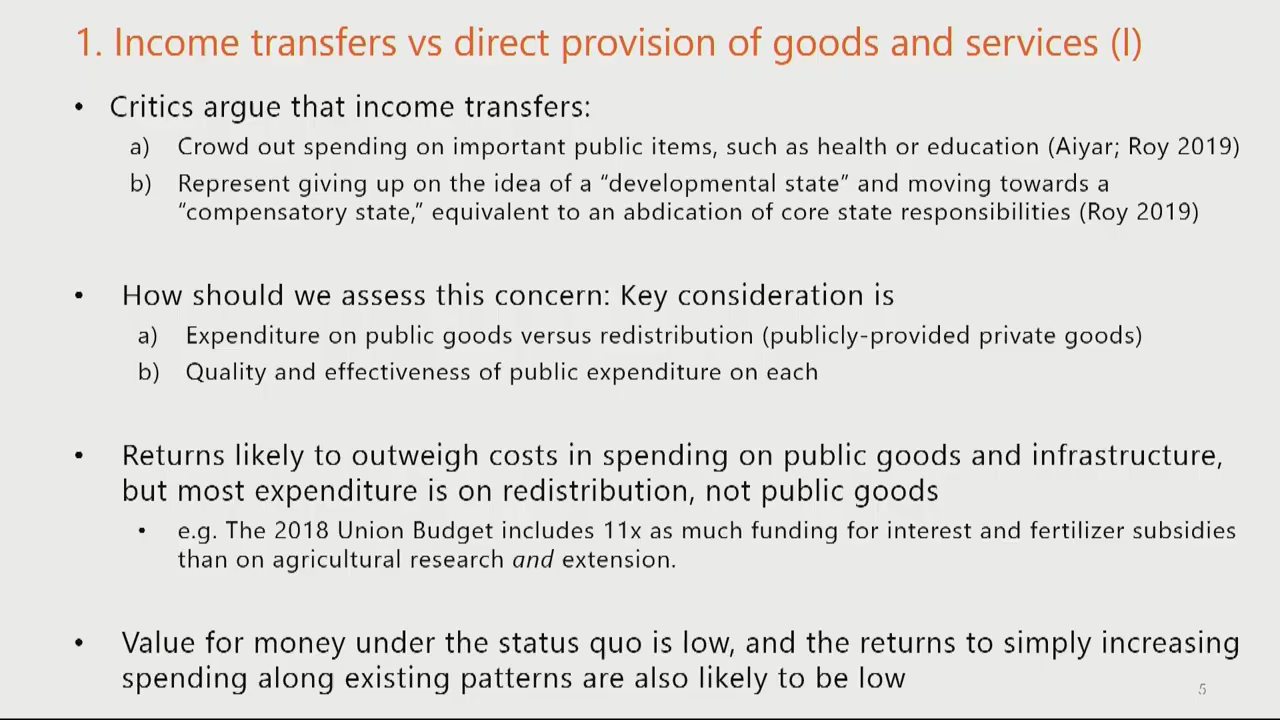 1. Income transfers vs direct provision of goods and services (I)
• Critics argue that income transfers:
a) Crowd out spending on important public items, such as health or education (Aiyar; Roy 2019)
b) Represent giving up on the idea of a “developmental state” and moving towards a
“compensatory state,” equivalent to an abdication of core state responsibilities (Roy 2019)
• How should we assess this concern: Key consideration is
a) Expenditure on public goods versus redistribution (publicly-provided private goods)
b) Quality and effectiveness of public expenditure on each
• Returns likely to outweigh costs in spending on public goods and infrastructure,
but most expenditure is on redistribution, not public goods
• e.g. The 2018 Union Budget includes 11x as much funding for interest and fertilizer subsidies
than on agricultural research and extension.
• Value for money under the status quo is low, and the returns to simply increasing
spending along existing patterns are also likely to be low
5